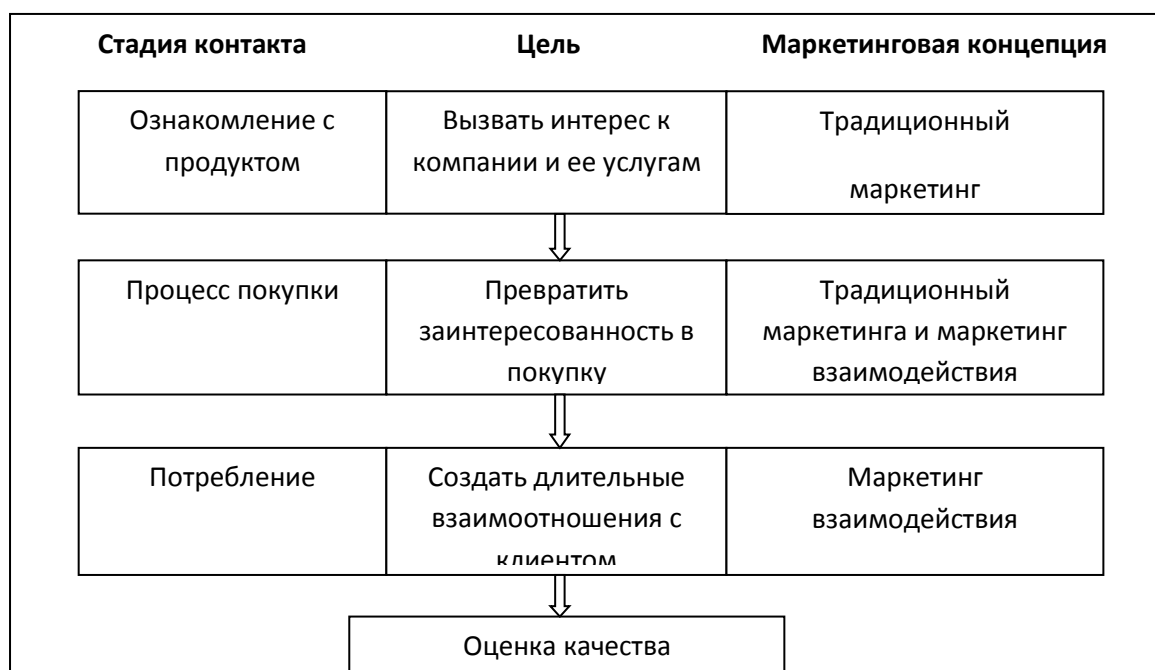 Стадия контакта Цель Маркетинговая концепция
Ознакомление с
продуктом
Вызвать интерес к
компании и ее услугам
Традиционный
маркетинг
Процесс покупки
Превратить
заинтересованность в
покупку
Традиционный
маркетинга и маркетинг
взаимодействия
Потребление
Создать длительные
взаимоотношения с
клиентом
Маркетинг
взаимодействия
Оценка качества